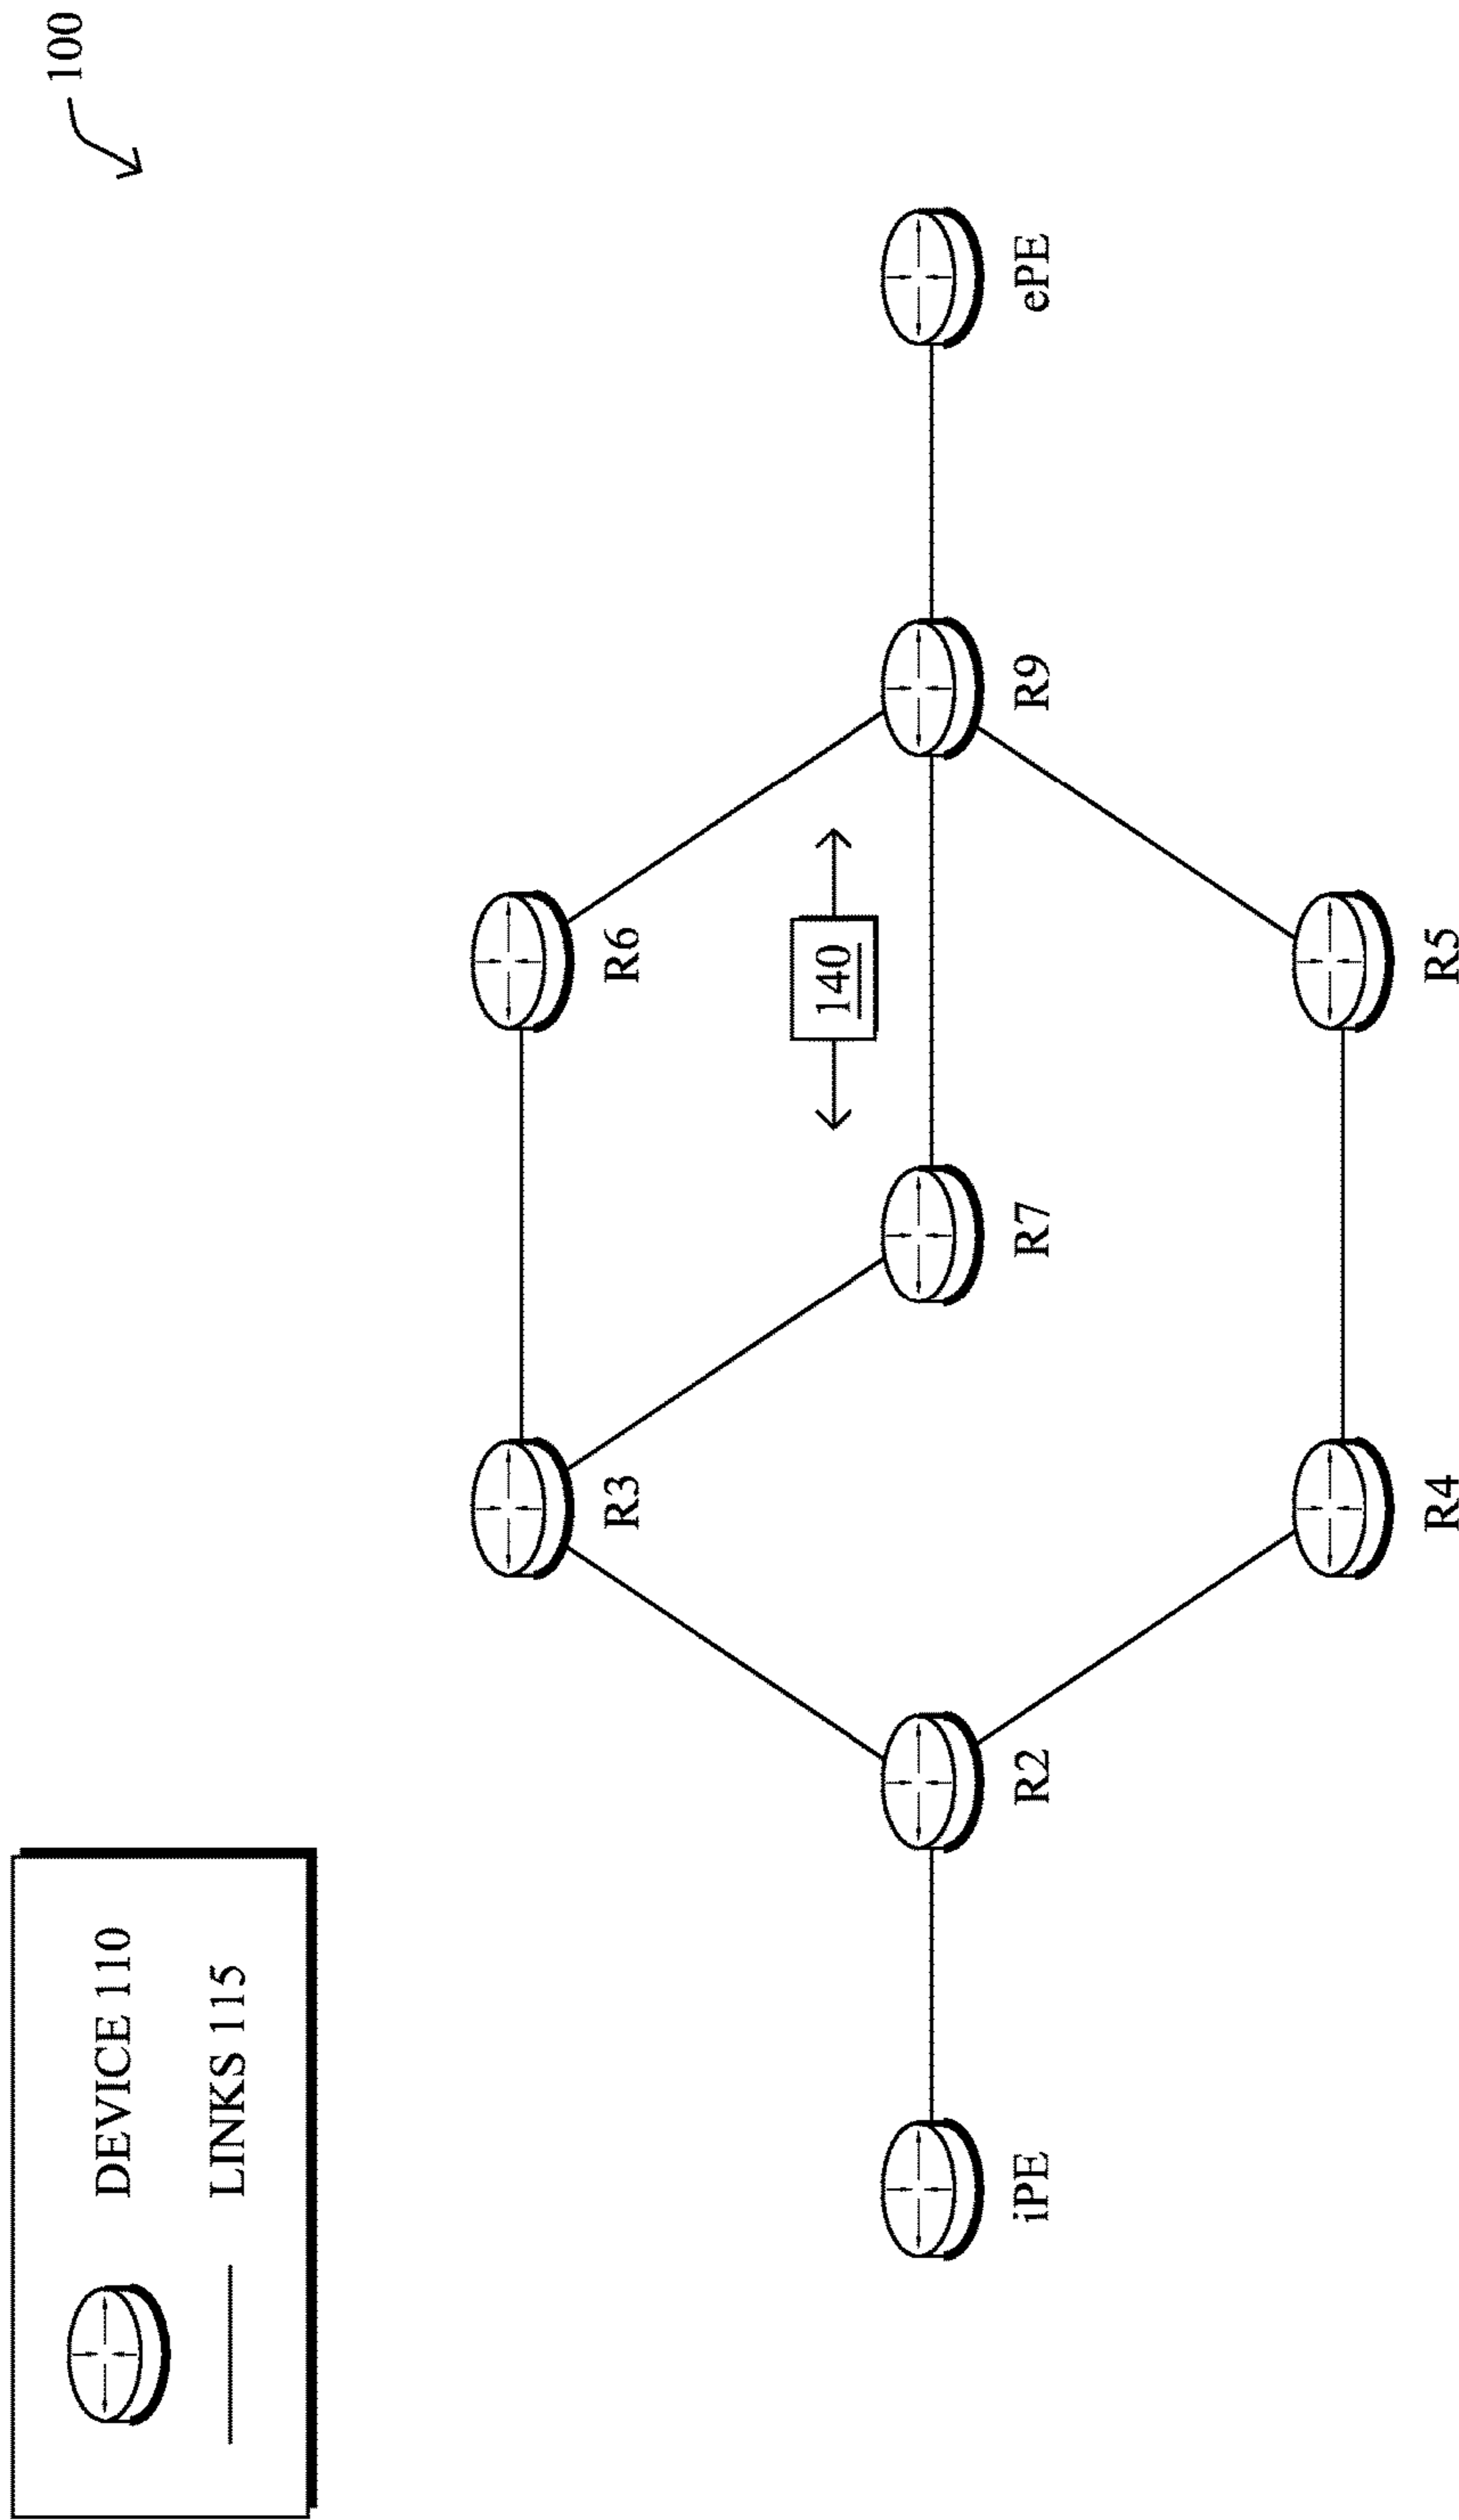 DEVICE 110
LINKS 115
100
R3
R6
140
iPE
R2
R7
R9
ePE
R4
R5